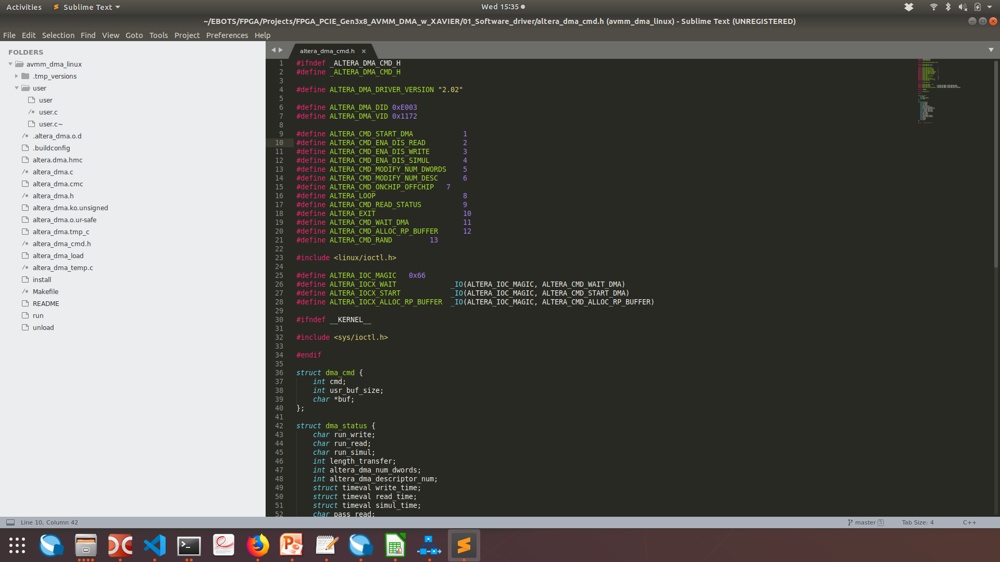 Activities
Sublime Text
Wed 15:35
~/EBOTS/FPGA/Projects/FPGA_PCIE_Gen3x8_AVMM_DMA_w_XAVIER/01_Software_driver/altera_dma_cmd.h (avmm_dma_linux) - Sublime Text (UNREGISTERED)
File Edit Selection Find View Goto Tools Project Preferences Help
FOLDERS
avmm_dma_linux
.tmp_versions
user
user
/* user.c
user.c~
/* .altera_dma.o.d
.buildconfig
altera.dma.hmc
/* altera_dma.c
altera_dma.cmc
/* altera_dma.h
altera_dma.ko.unsigned
altera_dma.o.ur-safe
altera_dma.tmp_c
/* altera_dma_cmd.h
altera_dma_load
/* altera_dma_temp.c
install
/* Makefile
README
run
unload
altera_dma_cmd.h ×
1 #ifndef _ALTERA_DMA_CMD_H
2 #define _ALTERA_DMA_CMD_H
3
4 #define ALTERA_DMA_DRIVER_VERSION "2.02"
5
6 #define ALTERA_DMA_DID 0xE003
7 #define ALTERA_DMA_VID 0x1172
8
9 #define ALTERA_CMD_START_DMA 1
10 #define ALTERA_CMD_ENA_DIS_READ 2
11 #define ALTERA_CMD_ENA_DIS_WRITE 3
12 #define ALTERA_CMD_ENA_DIS_SIMUL 4
13 #define ALTERA_CMD_MODIFY_NUM_DWORDS 5
14 #define ALTERA_CMD_MODIFY_NUM_DESC 6
15 #define ALTERA_CMD_ONCHIP_OFFCHIP 7
16 #define ALTERA_LOOP 8
17 #define ALTERA_CMD_READ_STATUS 9
18 #define ALTERA_EXIT 10
19 #define ALTERA_CMD_WAIT_DMA 11
20 #define ALTERA_CMD_ALLOC_RP_BUFFER 12
21 #define ALTERA_CMD_RAND 13
22
23 #include <linux/ioctl.h>
24
25 #define ALTERA_IOC_MAGIC 0x66
26 #define ALTERA_IOCX_WAIT _IO(ALTERA_IOC_MAGIC, ALTERA_CMD_WAIT_DMA)
27 #define ALTERA_IOCX_START _IO(ALTERA_IOC_MAGIC, ALTERA_CMD_START_DMA)
28 #define ALTERA_IOCX_ALLOC_RP_BUFFER _IO(ALTERA_IOC_MAGIC, ALTERA_CMD_ALLOC_RP_BUFFER)
29
30 #ifndef __KERNEL__
31
32 #include <sys/ioctl.h>
33
34 #endif
35
36 struct dma_cmd {
37 int cmd;
38 int usr_buf_size;
39 char *buf;
40 };
41
42 struct dma_status {
43 char run_write;
44 char run_read;
45 char run_simul;
46 int length_transfer;
47 int altera_dma_num_dwords;
48 int altera_dma_descriptor_num;
49 struct timeval write_time;
50 struct timeval read_time;
51 struct timeval simul_time;
52 char pass_read;
Line 10, Column 42
master 5
Tab Size: 4
C++